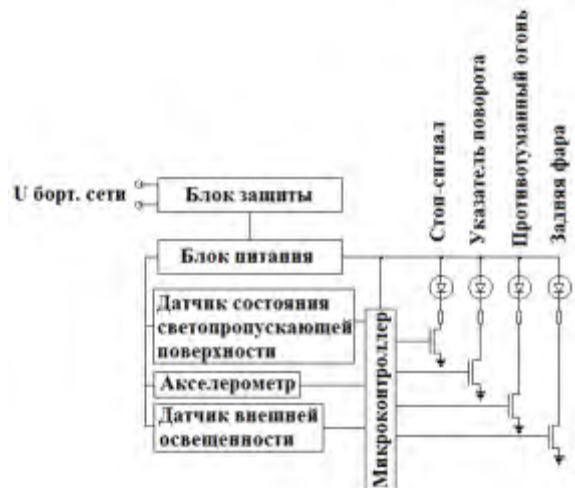 U борт. сети
Блок защиты
Блок питания
Датчик состояния
светопропускающей
поверхности
Акселерометр
Датчик внешней
освещенности
Микроконтроллер
Стоп-сигнал
Указатель поворота
Противотуманный огонь
Задняя фара